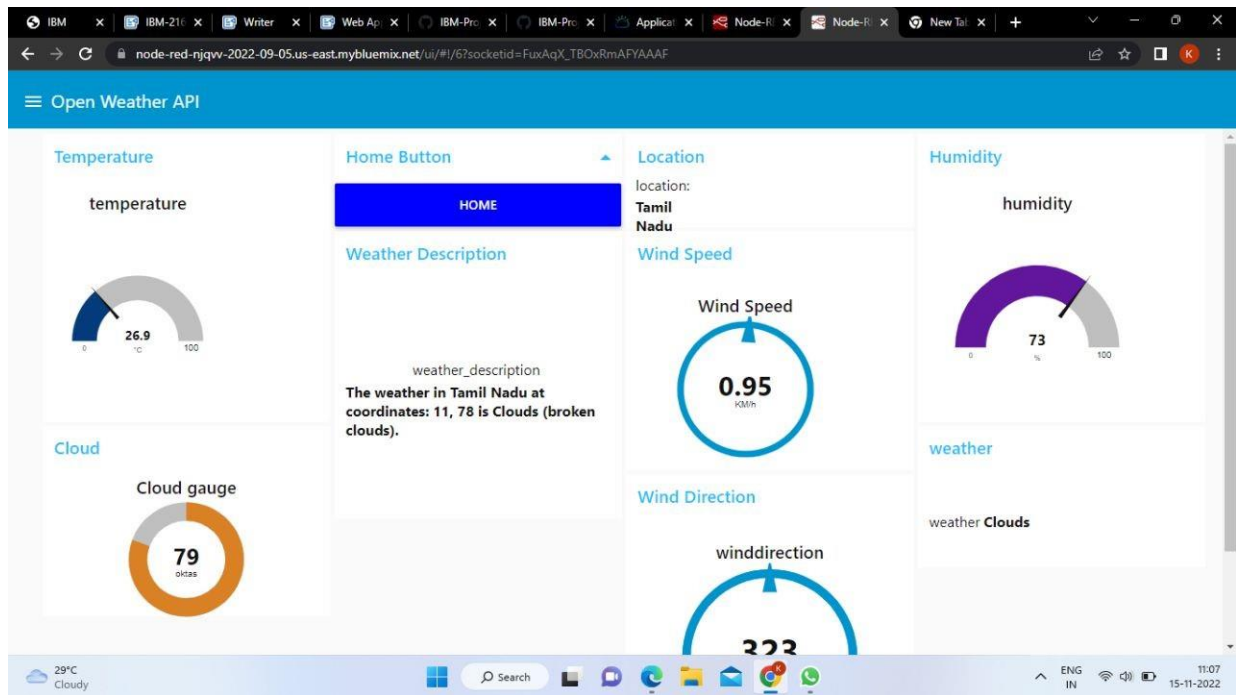 IBM
IBM-216
Writer
Web Ap
IBM-Pro
IBM-Pro
Applicat
Node-R
Node-R
New Tab
node-red-njqvv-2022-09-05.us-east.mybluemix.net/ui/#!/6?socketid=FuxAqX_TBOxRmAFYAAAF
K
Open Weather API
Temperature
temperature
26.9
°C
0
100
Cloud
Cloud gauge
79
oktas
Home Button
HOME
Weather Description
weather_description
The weather in Tamil Nadu at
coordinates: 11, 78 is Clouds (broken
clouds).
Location
location:
Tamil
Nadu
Wind Speed
Wind Speed
0.95
KM/h
Wind Direction
winddirection
323
Humidity
humidity
73
%
0
100
weather
weather Clouds
29°C
Cloudy
Search
K
ENG
IN
11:07
15-11-2022